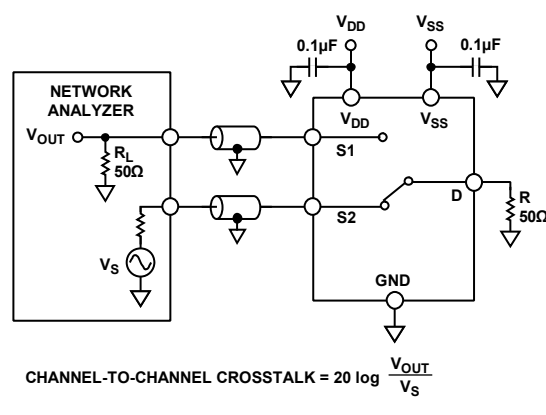 V_DD
V_SS
0.1µF
0.1µF
NETWORK
ANALYZER
V_DD
V_SS
V_OUT
R_L
50Ω
S1
S2
D
R
50Ω
V_S
GND
CHANNEL-TO-CHANNEL CROSSTALK = 20 log V_OUT
V_S